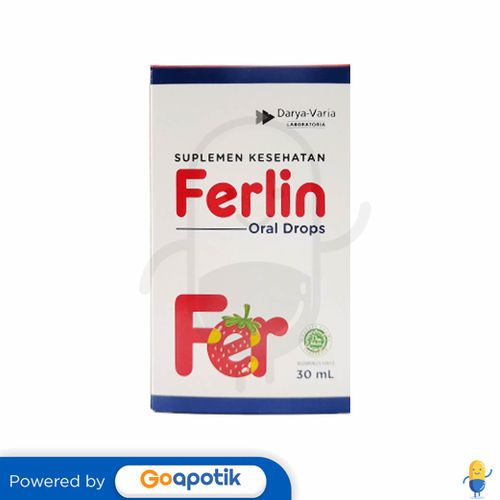 Darya-Varia
LABORATORIA
SUPLEMEN KESEHATAN
Ferlin
Oral Drops
Fer
30 mL
Powered by Goapotik